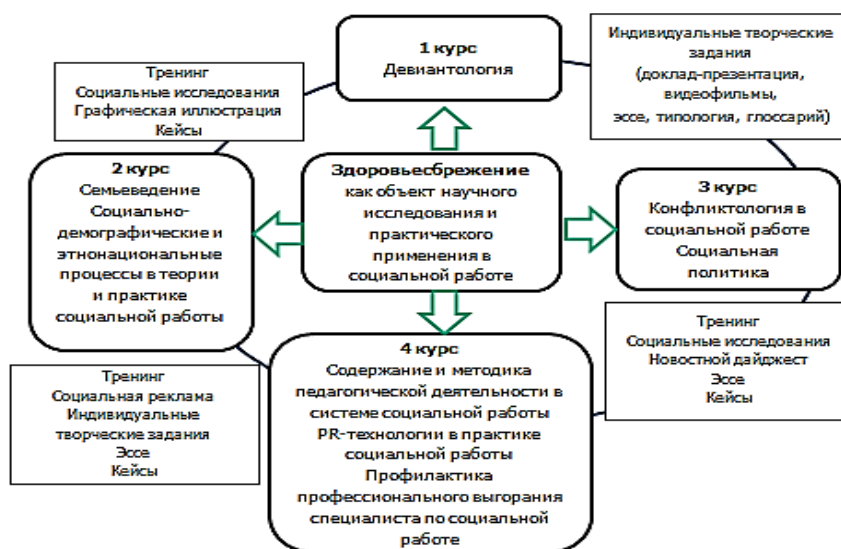 1 курс
Девиантология
Индивидуальные творческие
задания
(доклад-презентация,
видеофильмы,
эссе, типология, глоссарий)
Тренинг
Социальные исследования
Графическая иллюстрация
Кейсы
2 курс
Семьеведение
Социально-
демографические и
этнонациональные
процессы в теории
и практике
социальной работы
Здоровьесбрежение
как объект научного
исследования и
практического
применения в
социальной работе
3 курс
Конфликтология в
социальной работе
Социальная
политика
Тренинг
Социальная реклама
Индивидуальные
творческие задания
Эссе
Кейсы
4 курс
Содержание и методика
педагогической деятельности в
системе социальной работы
PR-технологии в практике
социальной работы
Профилактика
профессионального выгорания
специалиста по социальной
работе
Тренинг
Социальные исследования
Новостной дайджест
Эссе
Кейсы